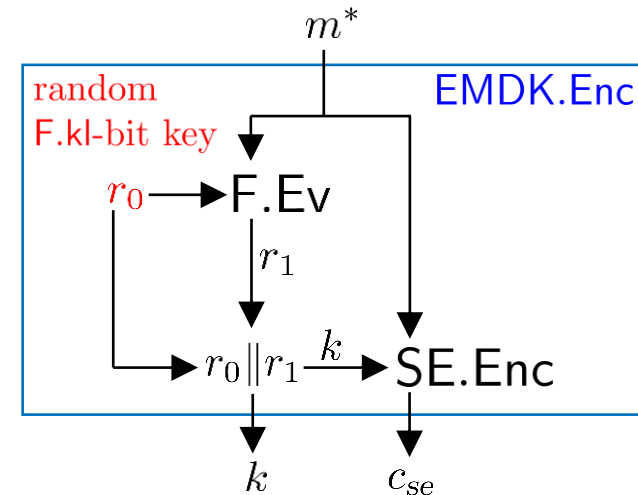 m*
random
F.kl-bit key
EMDK.Enc
r₀
F.Ev
r₁
r₀‖r₁
k
SE.Enc
k
cₛₑ